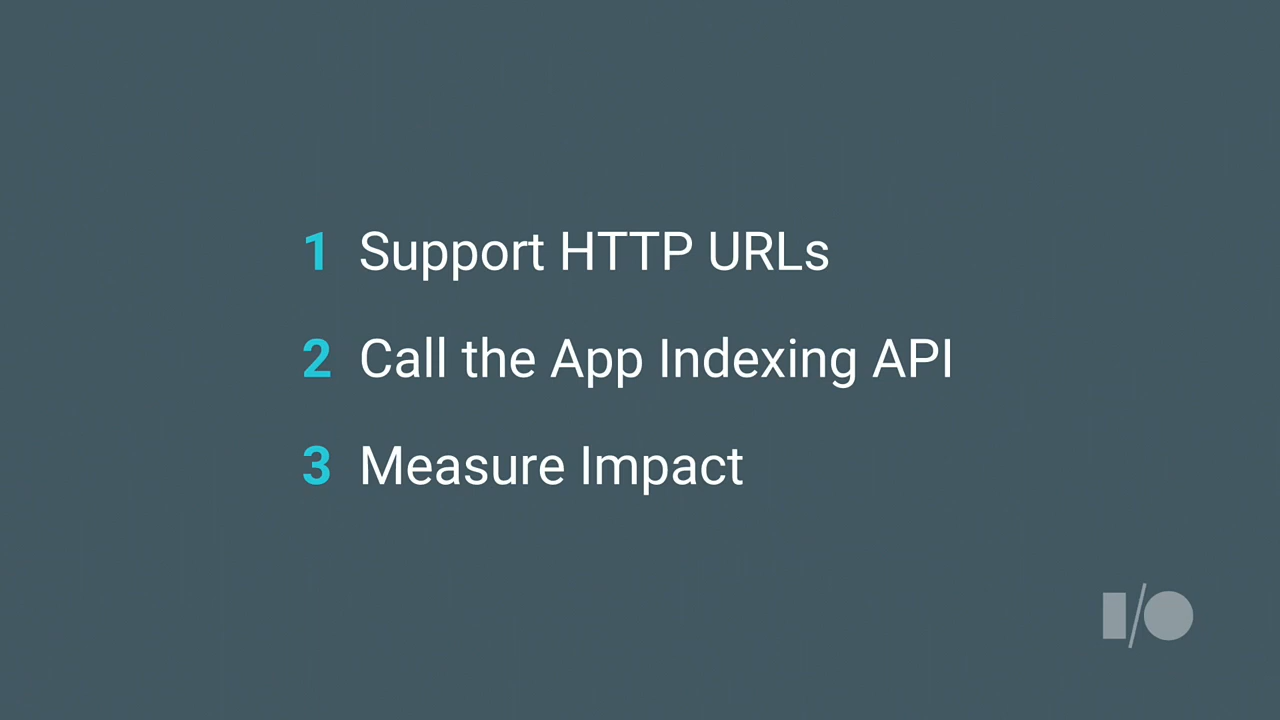 1 Support HTTP URLs
2 Call the App Indexing API
3 Measure Impact
I/O